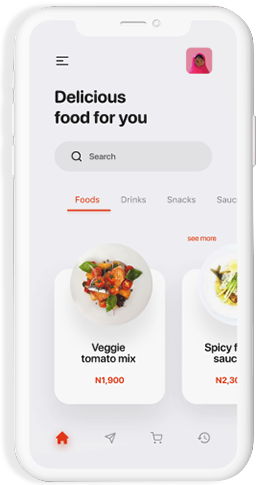 Delicious
food for you
Search
Foods Drinks Snacks Sauc
see more
Veggie
tomato mix
N1,900
Spicy f
sauc
N2,30